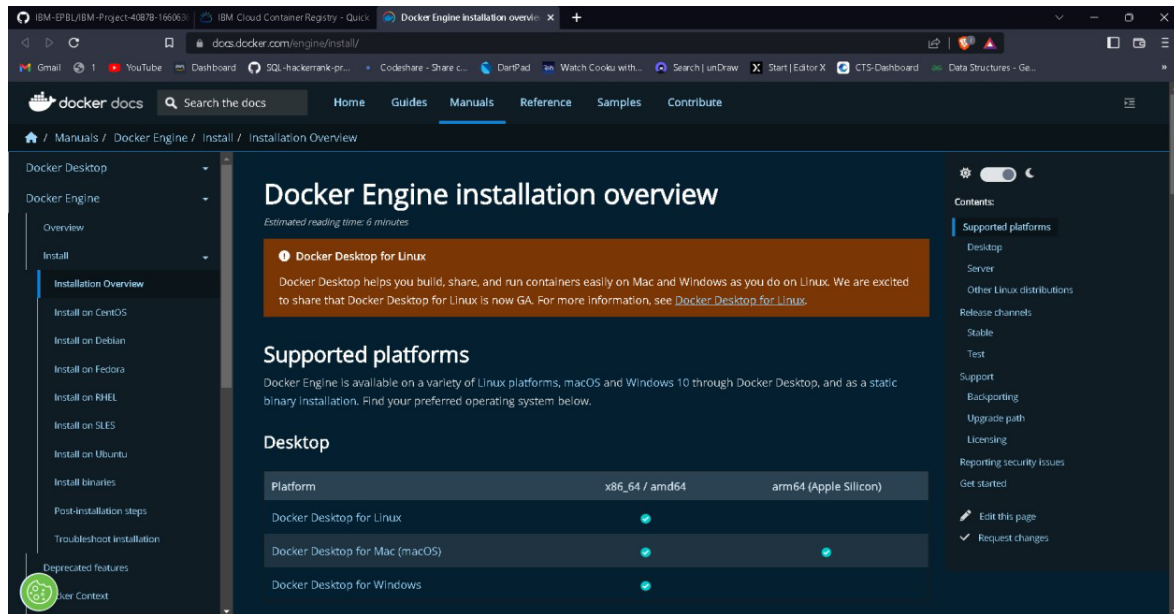 IBM-EPBL/IBM-Project-40878-166063
IBM Cloud Container Registry - Quick
Docker Engine installation overvie
docs.docker.com/engine/install/
Gmail
1
YouTube
Dashboard
SQL-hackerrank-pr...
Codeshare - Share c...
DartPad
Watch Cooku with...
Search | unDraw
Start | Editor X
CTS-Dashboard
Data Structures - Ge...
»
docker docs
Search the docs
Home
Guides
Manuals
Reference
Samples
Contribute
/ Manuals / Docker Engine / Install / Installation Overview
Docker Desktop
Docker Engine
Overview
Install
Installation Overview
Install on CentOS
Install on Debian
Install on Fedora
Install on RHEL
Install on SLES
Install on Ubuntu
Install binaries
Post-installation steps
Troubleshoot installation
Deprecated features
ker Context
Docker Engine installation overview
Estimated reading time: 6 minutes
Docker Desktop for Linux
Docker Desktop helps you build, share, and run containers easily on Mac and Windows as you do on Linux. We are excited
to share that Docker Desktop for Linux is now GA. For more information, see Docker Desktop for Linux.
Supported platforms
Docker Engine is available on a variety of Linux platforms, macOS and Windows 10 through Docker Desktop, and as a static
binary installation. Find your preferred operating system below.
Desktop
Platform x86_64 / amd64 arm64 (Apple Silicon)
Docker Desktop for Linux
Docker Desktop for Mac (macOS)
Docker Desktop for Windows
Contents:
Supported platforms
Desktop
Server
Other Linux distributions
Release channels
Stable
Test
Support
Backporting
Upgrade path
Licensing
Reporting security issues
Get started
Edit this page
Request changes